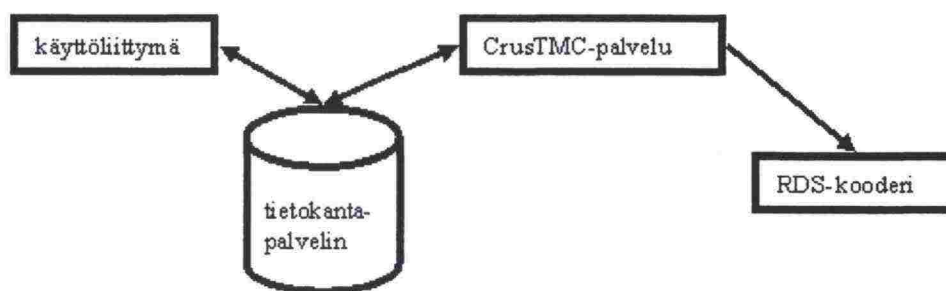 käyttöliittymä
CrusTMC-palvelu
RDS-kooderi
tietokanta-
palvelin